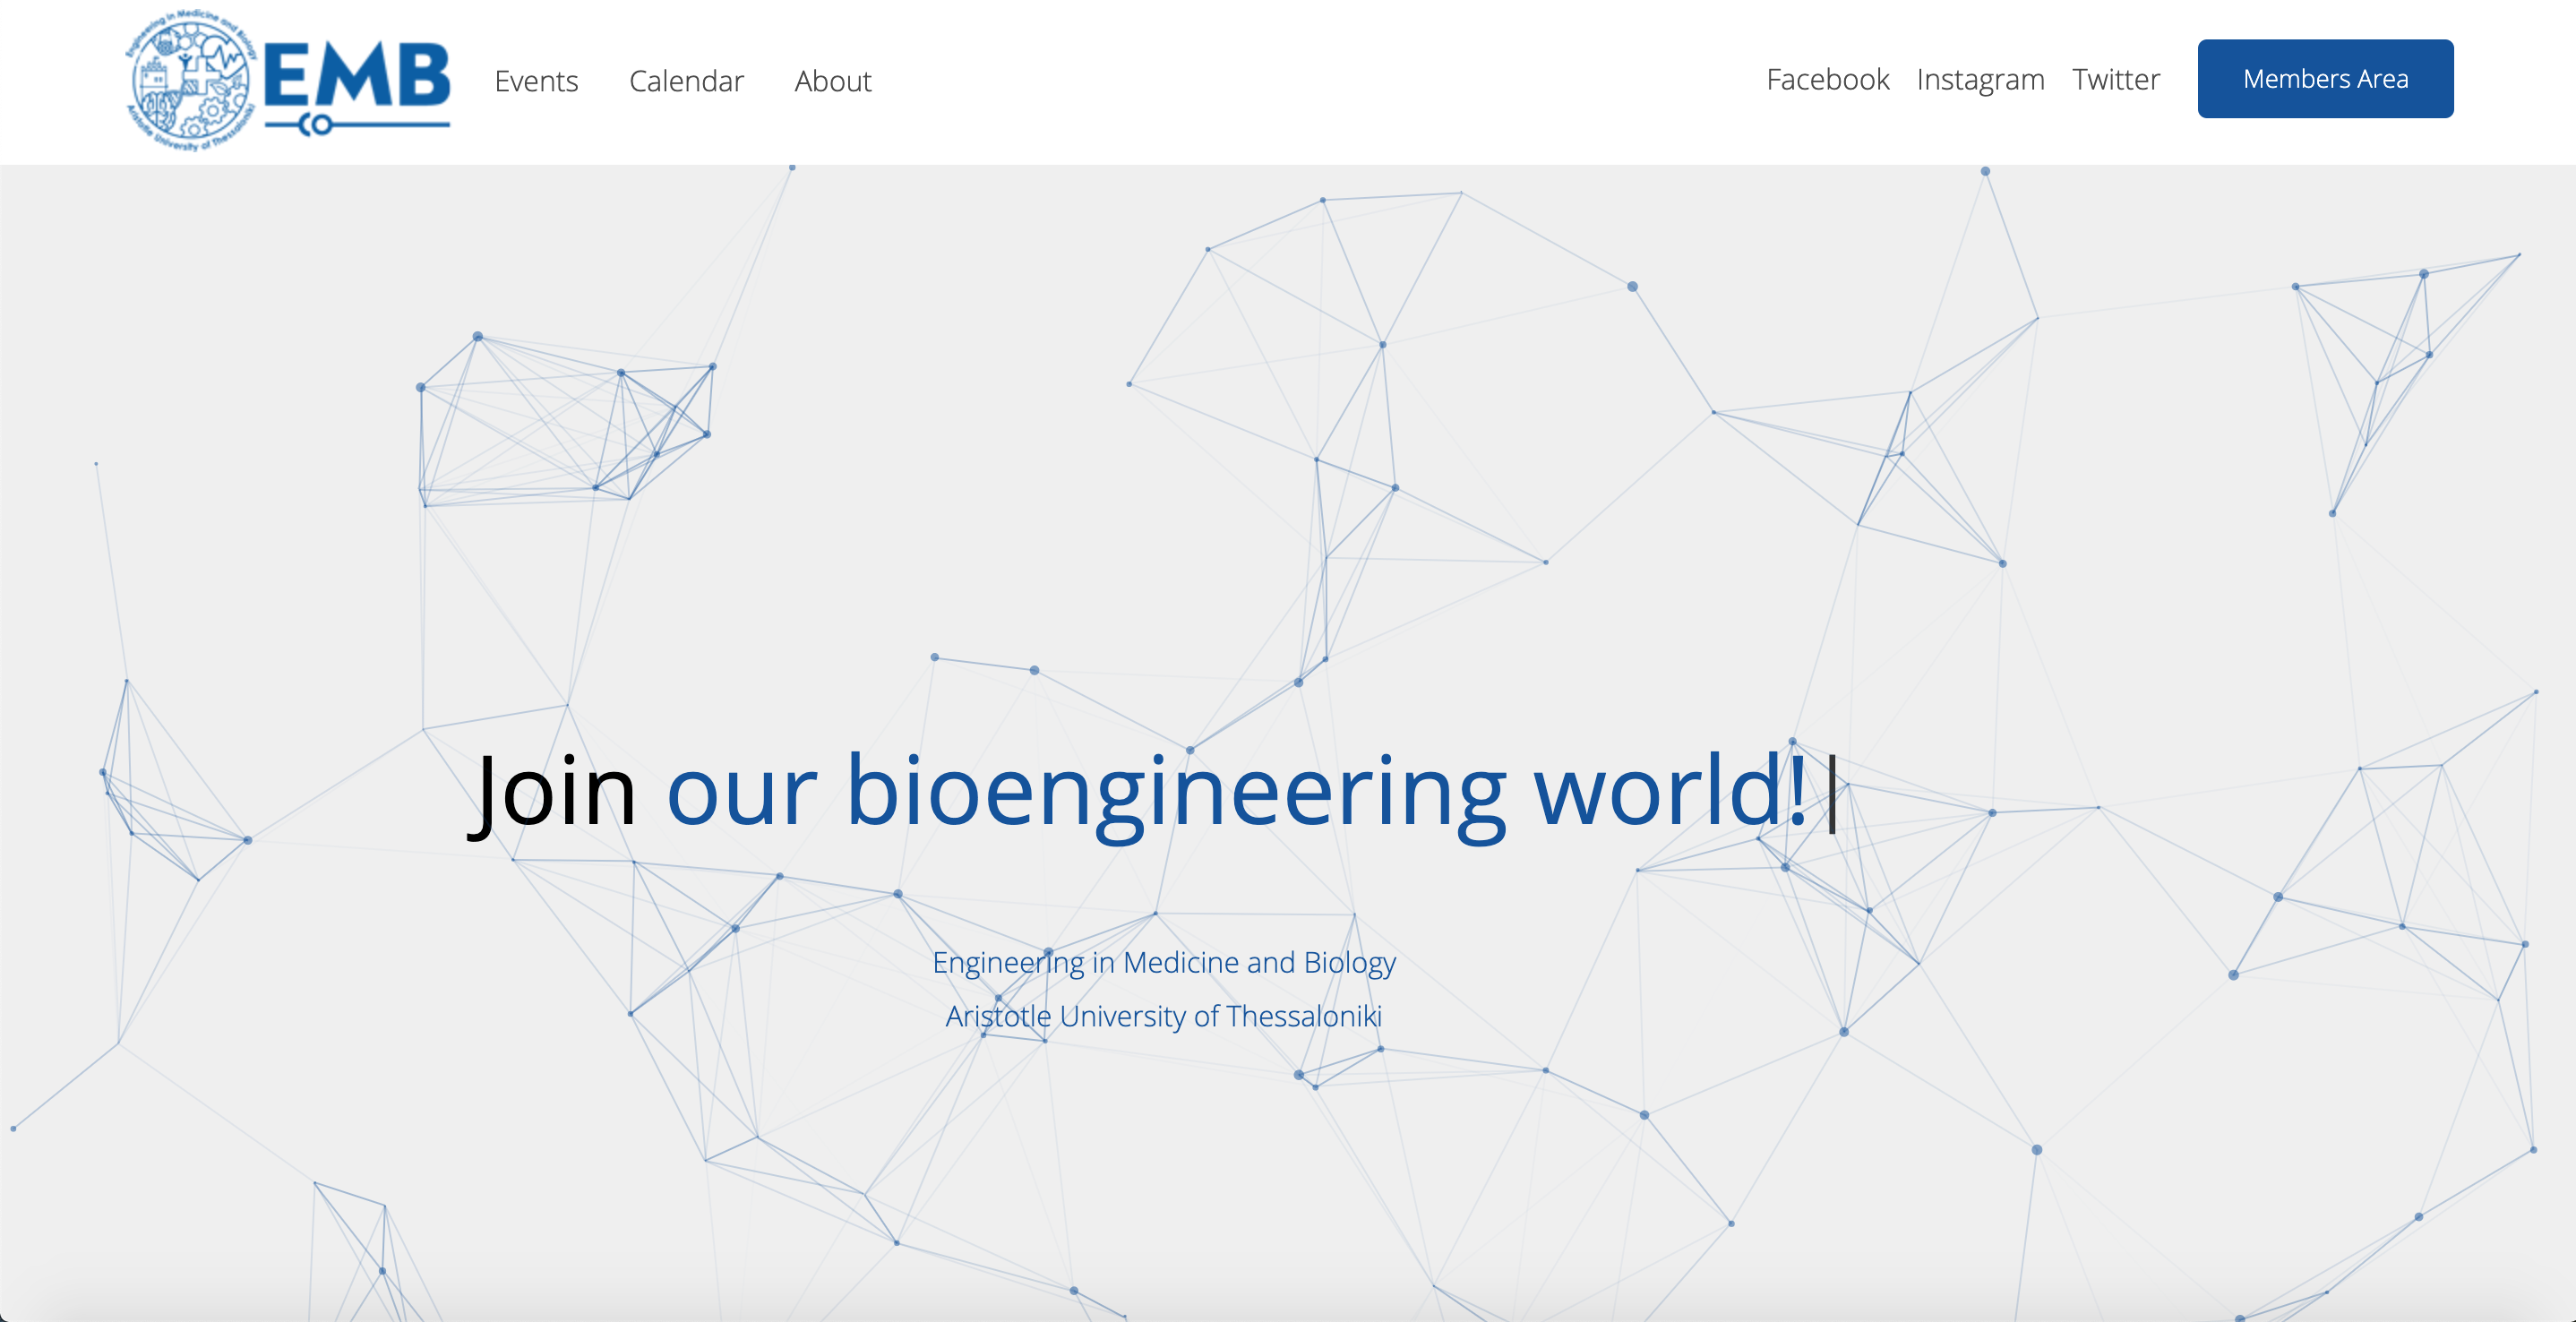 Engineering in Medicine and Biology
Aristotle University of Thessaloniki
EMB
Events Calendar About
Facebook Instagram Twitter Members Area
Join our bioengineering world!|
Engineering in Medicine and Biology
Aristotle University of Thessaloniki